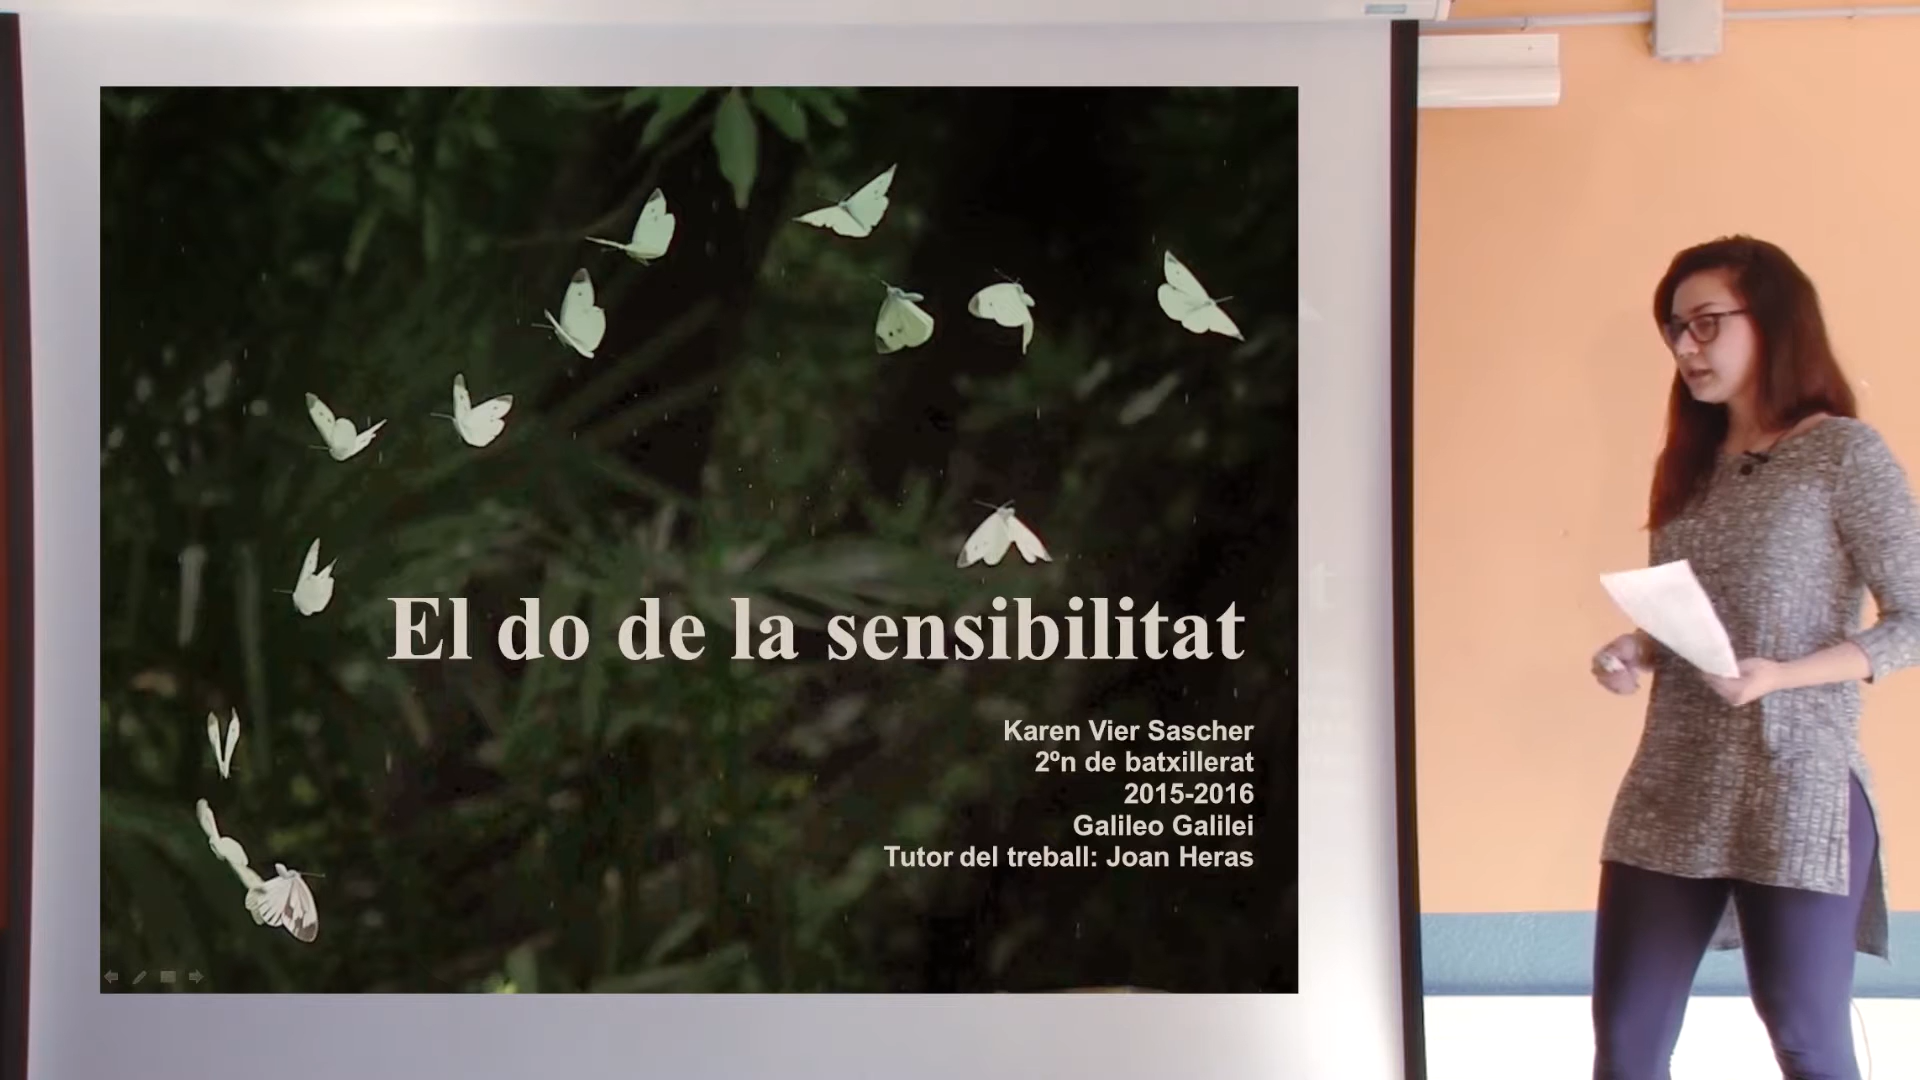 El do de la sensibilitat
Karen Vier Sascher
2ºn de batxillerat
2015-2016
Galileo Galilei
Tutor del treball: Joan Heras